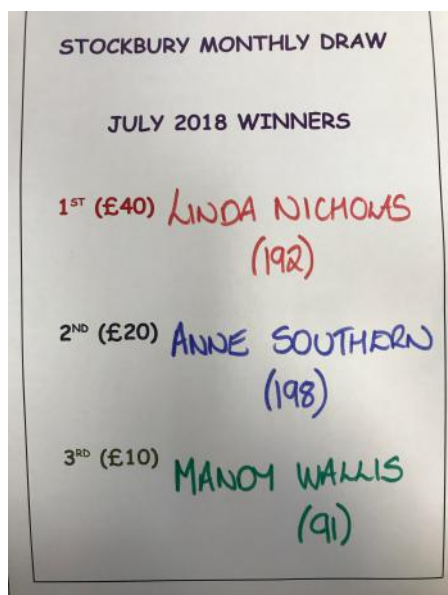 STOCKBURY MONTHLY DRAW
JULY 2018 WINNERS
1ST (£40) LINDA NICHOLAS
(192)
2ND (£20) ANNE SOUTHERN
(198)
3RD (£10) MANDY WALLIS
(91)